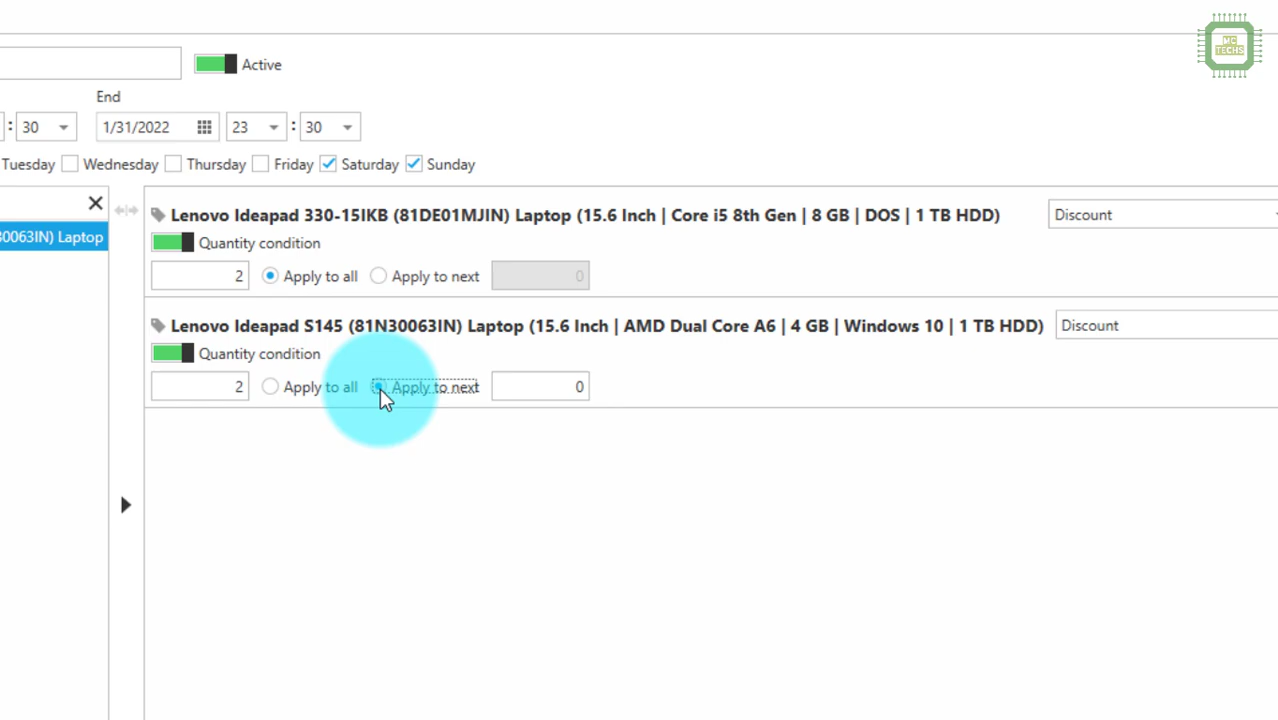 MC
TECHS
Active
End
: 30 1/31/2022 23 : 30
Tuesday Wednesday Thursday Friday Saturday Sunday
Lenovo Ideapad 330-15IKB (81DE01MJIN) Laptop (15.6 Inch | Core i5 8th Gen | 8 GB | DOS | 1 TB HDD) Discount
0063IN) Laptop
Quantity condition
2 Apply to all Apply to next 0
Lenovo Ideapad S145 (81N30063IN) Laptop (15.6 Inch | AMD Dual Core A6 | 4 GB | Windows 10 | 1 TB HDD) Discount
Quantity condition
2 Apply to all Apply to next 0